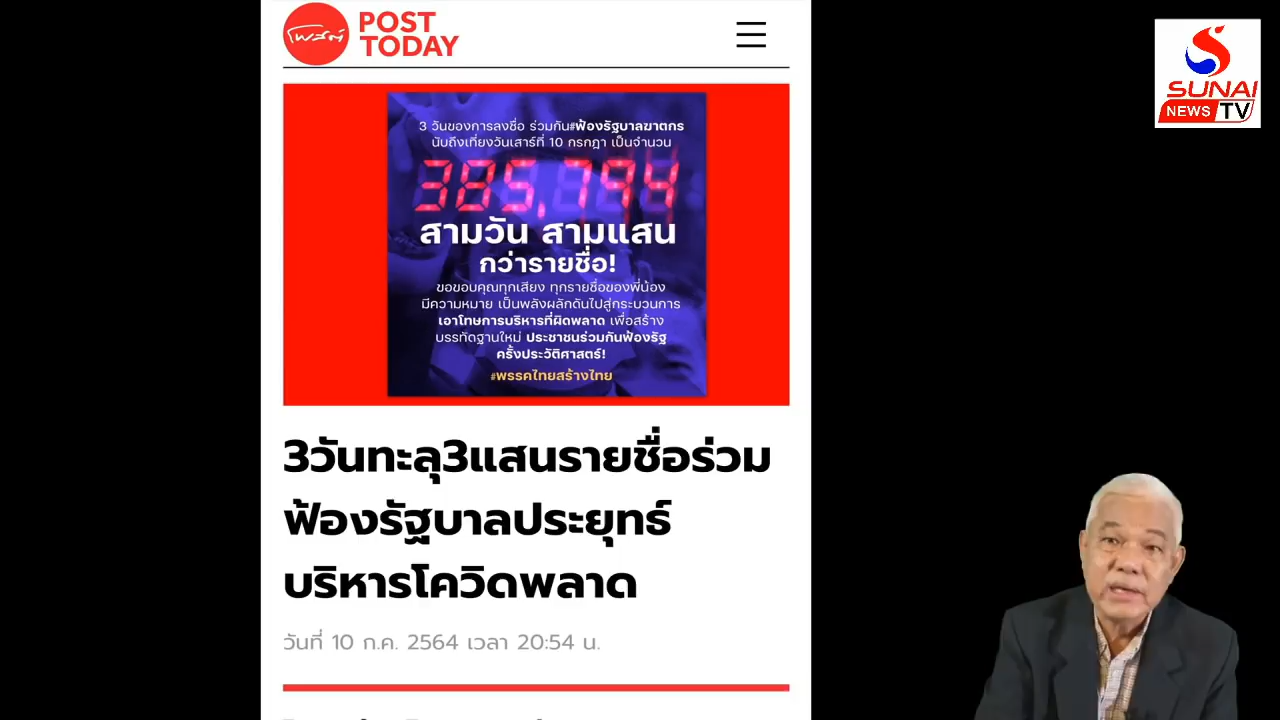 โพสต์
POST
TODAY
SUNAI
NEWS TV
3 วันของการลงชื่อ ร่วมกัน#ฟ้องรัฐบาลฆาตกร
นับถึงเที่ยงวันเสาร์ที่ 10 กรกฎา เป็นจำนวน
385,794
สามวัน สามแสน
กว่ารายชื่อ!
ขอขอบคุณทุกเสียง ทุกรายชื่อของพี่น้อง
มีความหมาย เป็นพลังผลักดันไปสู่กระบวนการ
เอาโทษการบริหารที่ผิดพลาด เพื่อสร้าง
บรรทัดฐานใหม่ ประชาชนร่วมกันฟ้องรัฐ
ครั้งประวัติศาสตร์!
#พรรคไทยสร้างไทย
3วันทะลุ3แสนรายชื่อร่วม
ฟ้องรัฐบาลประยุทธ์
บริหารโควิดพลาด
วันที่ 10 ก.ค. 2564 เวลา 20:54 น.